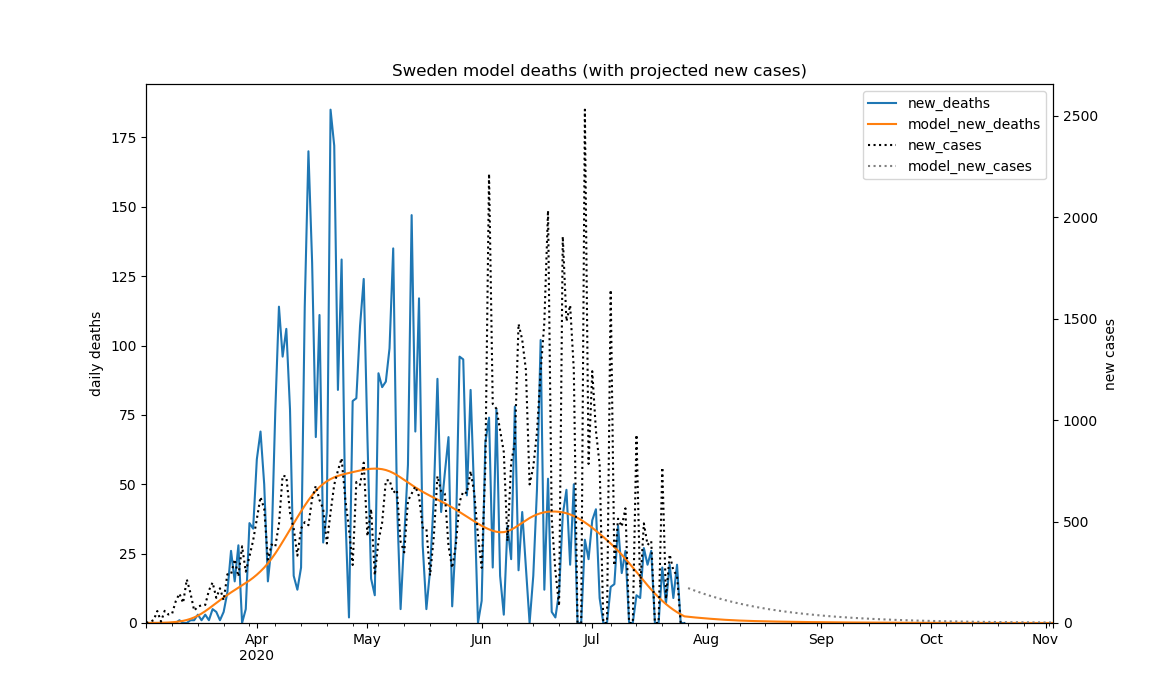 Sweden model deaths (with projected new cases)
new_deaths
model_new_deaths
new_cases
model_new_cases
daily deaths
175
150
125
100
75
50
25
0
2500
2000
1500
1000
500
0
new cases
Apr
2020
May
Jun
Jul
Aug
Sep
Oct
Nov